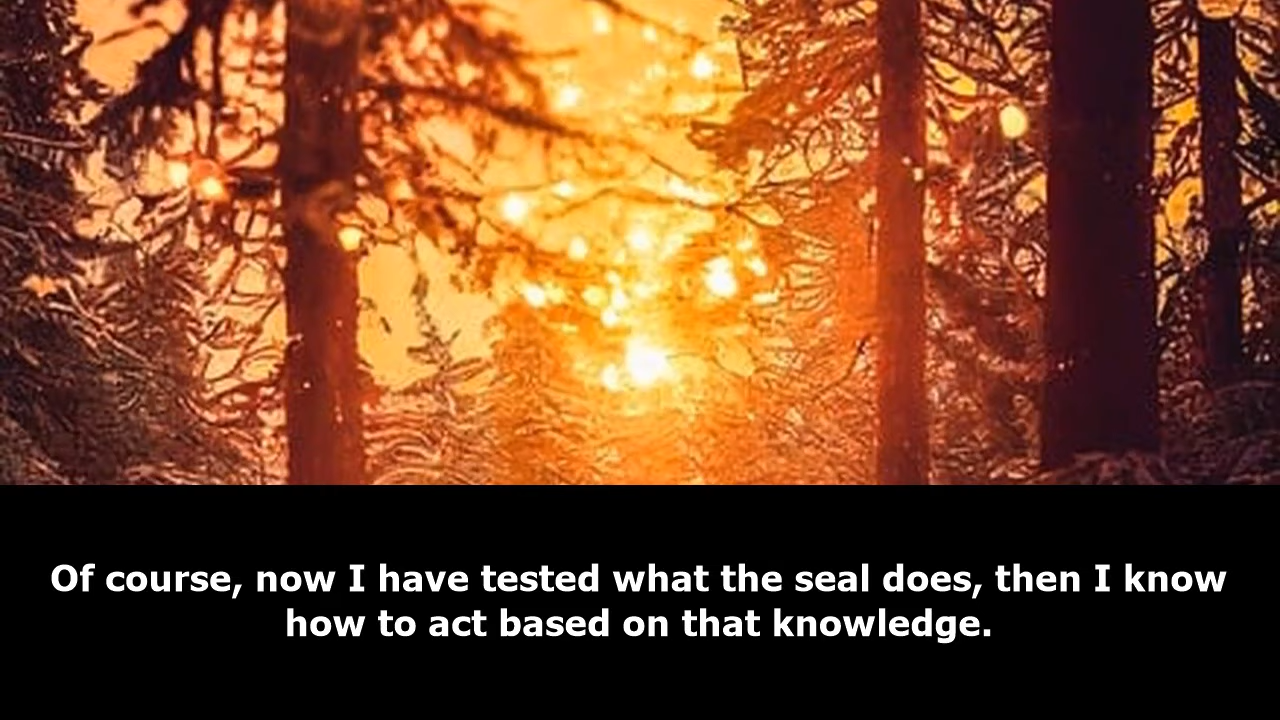 Of course, now I have tested what the seal does, then I know
how to act based on that knowledge.